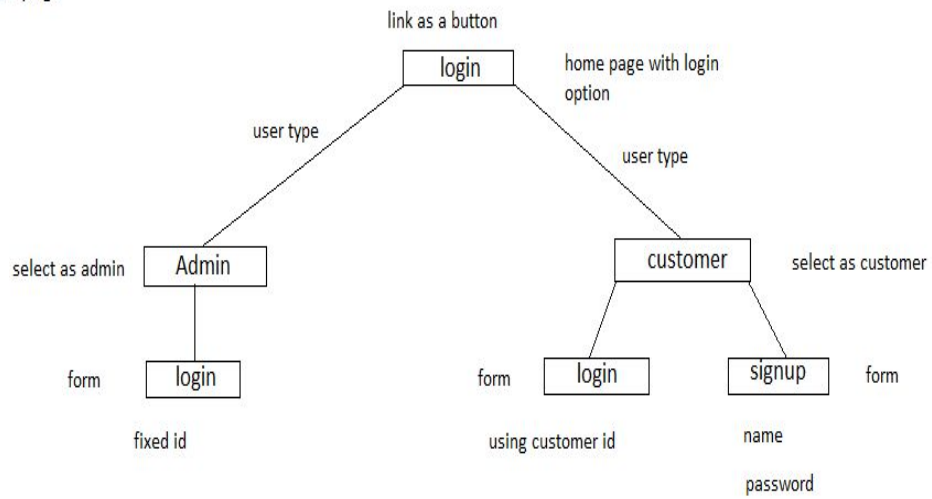 link as a button
login
home page with login
option
user type
user type
select as admin
Admin
customer
select as customer
form
login
form
login
signup
form
fixed id
using customer id
name
password